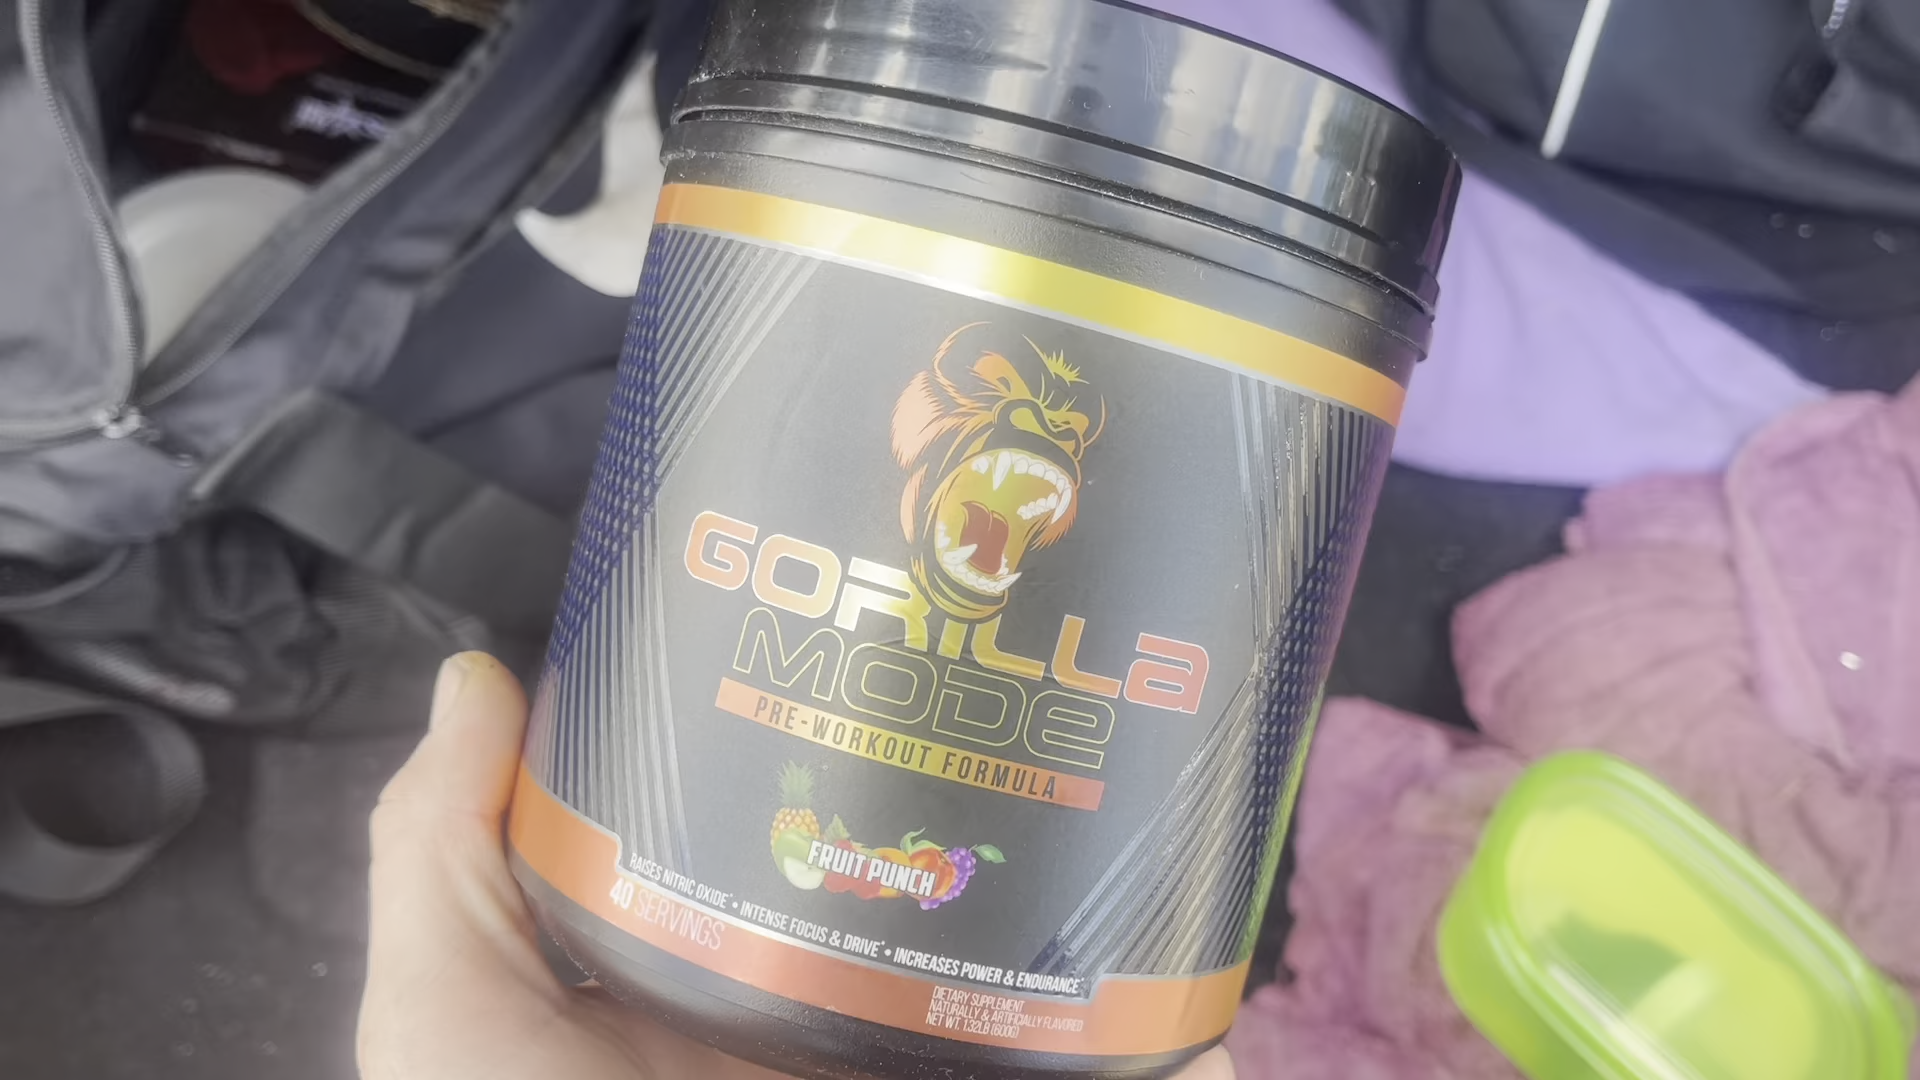 GORILLA
MODE
PRE-WORKOUT FORMULA
FRUIT PUNCH
RAISES NITRIC OXIDE* • INTENSE FOCUS & DRIVE* • INCREASES POWER & ENDURANCE*
40 SERVINGS
DIETARY SUPPLEMENT
NATURALLY & ARTIFICIALLY FLAVORED
NET WT. 1.32LB (600G)